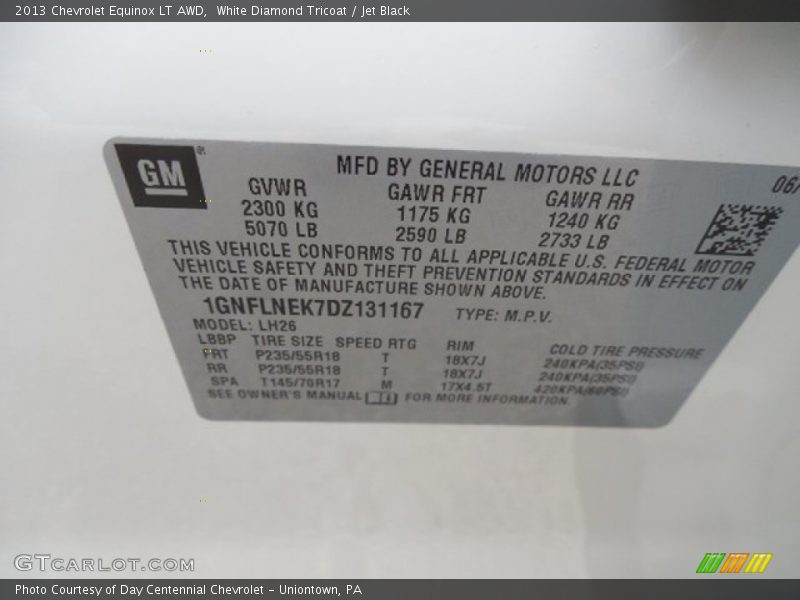 2013 Chevrolet Equinox LT AWD,  White Diamond Tricoat / Jet Black
GM
MFD BY GENERAL MOTORS LLC
06/
GVWR GAWR FRT GAWR RR
2300 KG 1175 KG 1240 KG
5070 LB 2590 LB 2733 LB
THIS VEHICLE CONFORMS TO ALL APPLICABLE U.S. FEDERAL MOTOR
VEHICLE SAFETY AND THEFT PREVENTION STANDARDS IN EFFECT ON
THE DATE OF MANUFACTURE SHOWN ABOVE.
1GNFLNEK7DZ131167 TYPE: M.P.V.
MODEL: LH26
LBBP TIRE SIZE SPEED RTG RIM COLD TIRE PRESSURE
FRT P235/55R18 T 18X7J 240KPA(35PSI)
RR P235/55R18 T 18X7J 240KPA(35PSI)
SPA T145/70R17 M 17X4.5T 420KPA(60PSI)
SEE OWNER'S MANUAL FOR MORE INFORMATION.
GTCARLOT.COM
Photo Courtesy of Day Centennial Chevrolet - Uniontown, PA